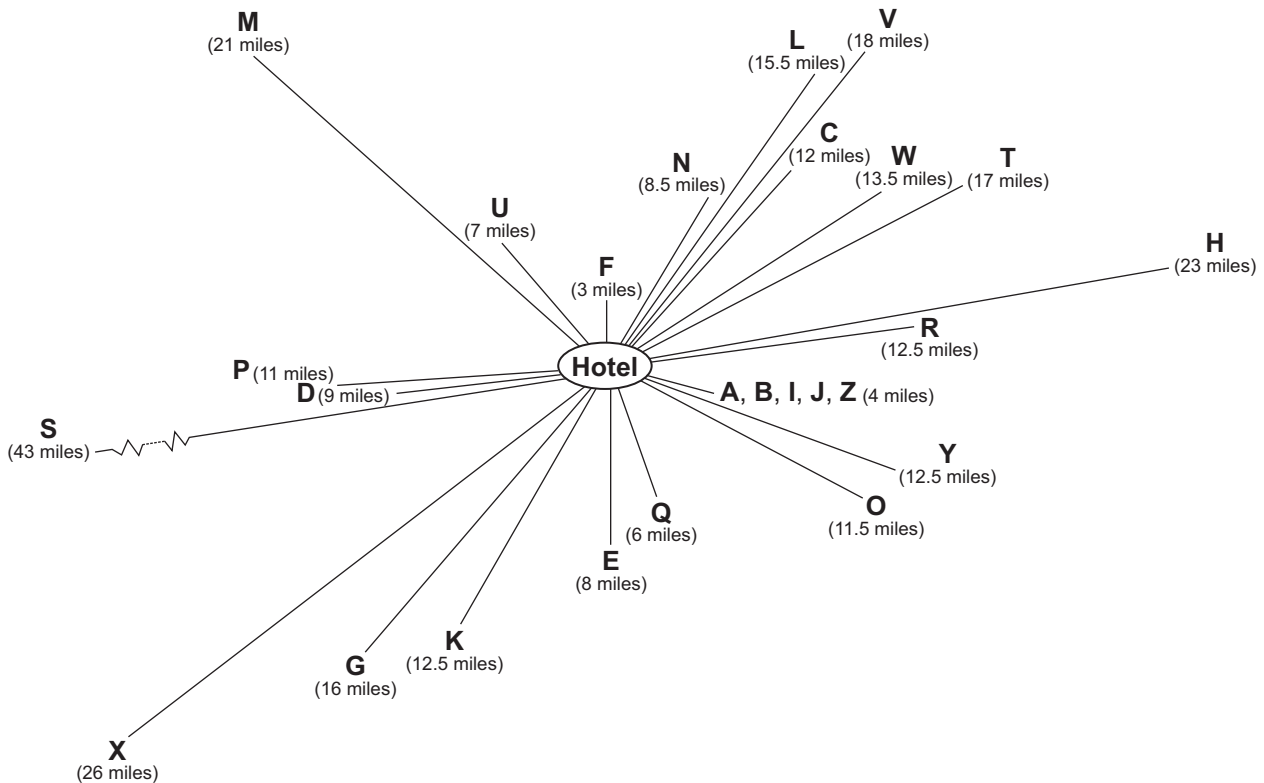 M
(21 miles)
V
(18 miles)
L
(15.5 miles)
C
(12 miles)
W
(13.5 miles)
T
(17 miles)
N
(8.5 miles)
U
(7 miles)
H
(23 miles)
F
(3 miles)
R
(12.5 miles)
Hotel
P (11 miles)
D (9 miles)
A, B, I, J, Z (4 miles)
S
(43 miles)
Y
(12.5 miles)
O
(11.5 miles)
Q
(6 miles)
E
(8 miles)
K
(12.5 miles)
G
(16 miles)
X
(26 miles)